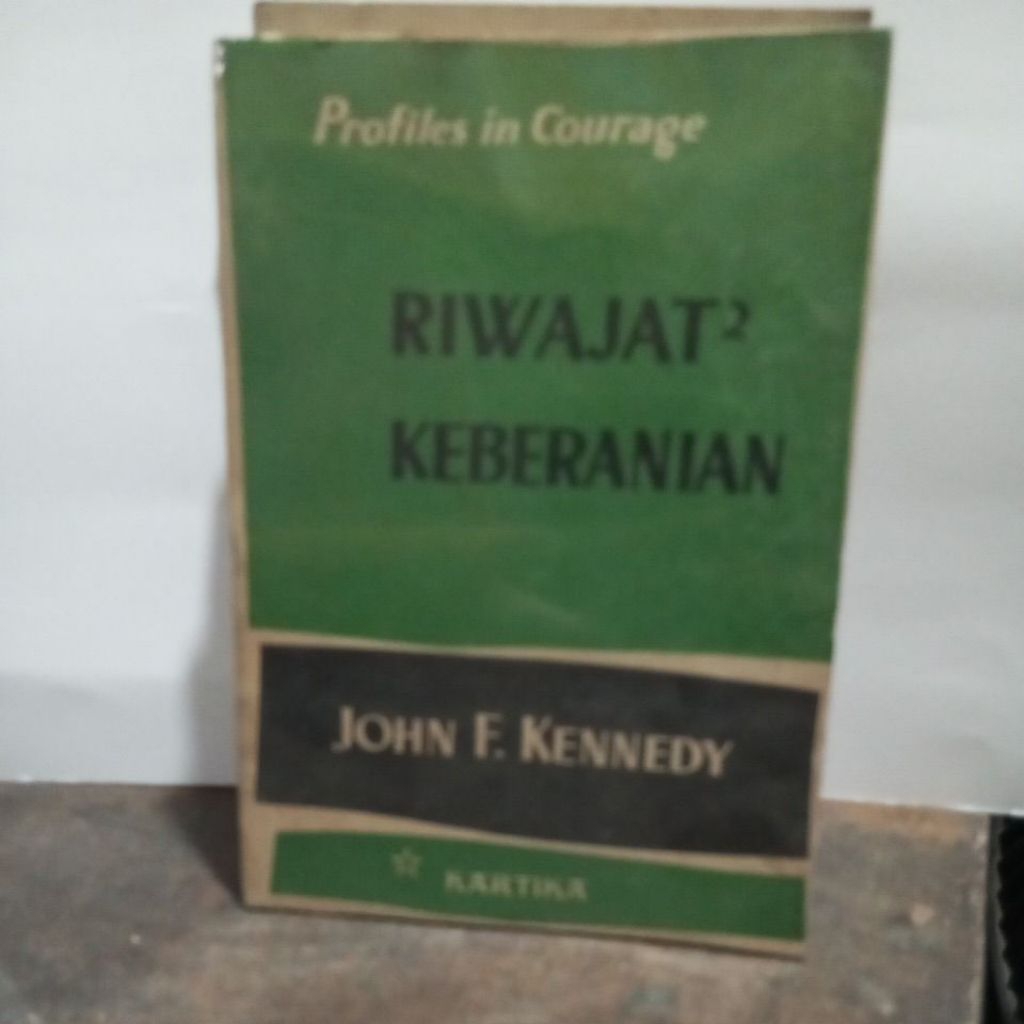 Profiles in Courage
RIWAJAT²
KEBERANIAN
JOHN F. KENNEDY
KARTIKA